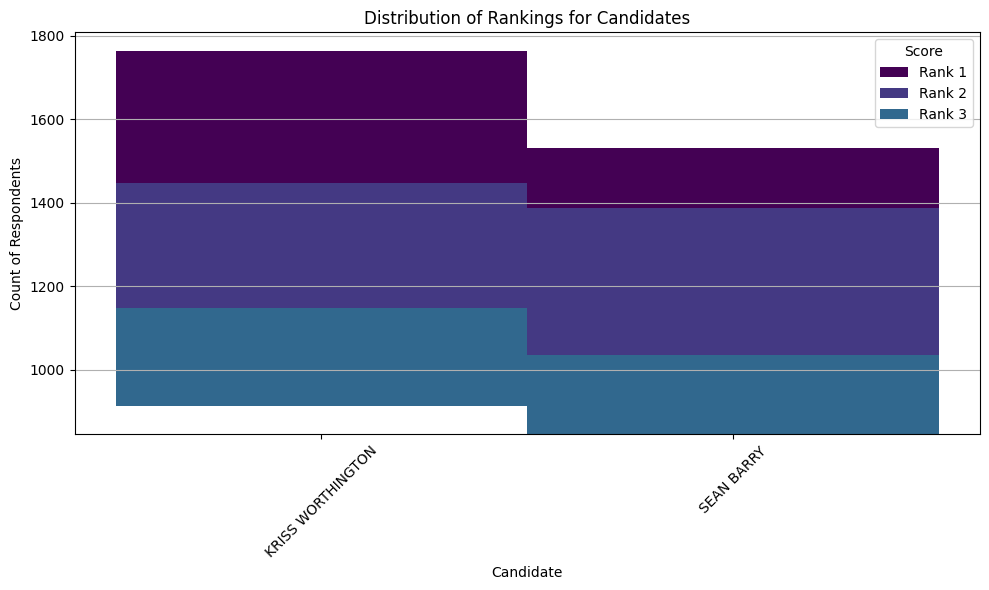 Distribution of Rankings for Candidates
Count of Respondents
1800
1600
1400
1200
1000
Score
Rank 1
Rank 2
Rank 3
KRISS WORTHINGTON
SEAN BARRY
Candidate